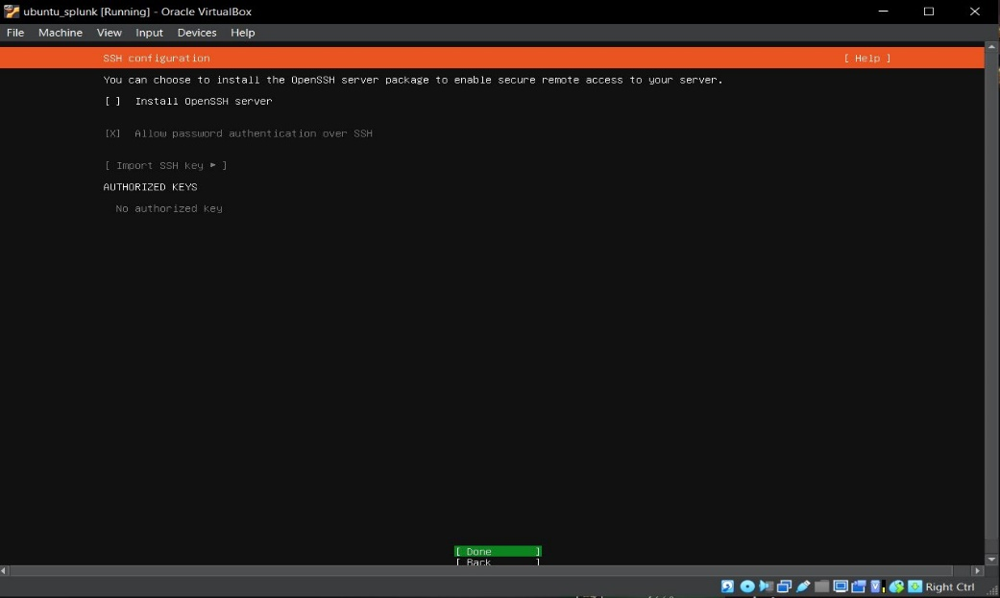 ubuntu_splunk [Running] - Oracle VirtualBox
File Machine View Input Devices Help
SSH configuration [ Help ]
You can choose to install the OpenSSH server package to enable secure remote access to your server.
[ ] Install OpenSSH server
[X] Allow password authentication over SSH
[ Import SSH key ► ]
AUTHORIZED KEYS
No authorized key
[ Done ]
[ Back ]
Right Ctrl